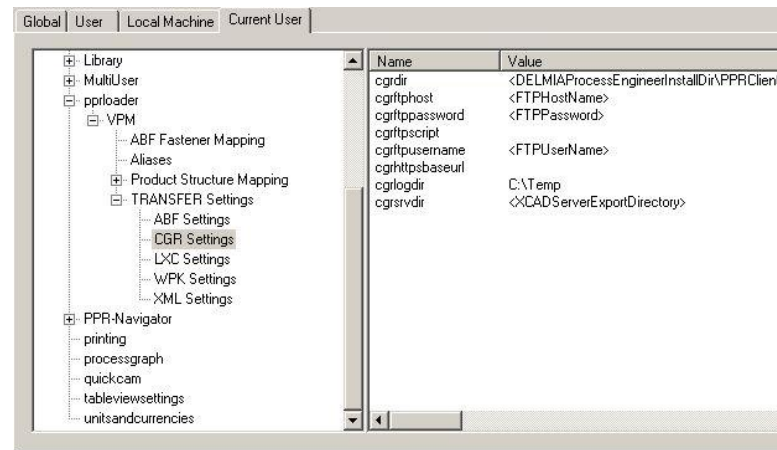 Global User Local Machine Current User
Library
MultiUser
pprloader
VPM
ABF Fastener Mapping
Aliases
Product Structure Mapping
TRANSFER Settings
ABF Settings
CGR Settings
LXC Settings
WPK Settings
XML Settings
PPR-Navigator
printing
processgraph
quickcam
tableviewsettings
unitsandcurrencies
Name Value
cgrdir <DELMIAProcessEngineerInstallDir\PPRClien
cgrftphost <FTPHostName>
cgrftppassword <FTPPassword>
cgrftpscript
cgrftpusername <FTPUserName>
cgrhttpsbaseurl
cgrlogdir C:\Temp
cgrsrvdir <XCADServerExportDirectory>